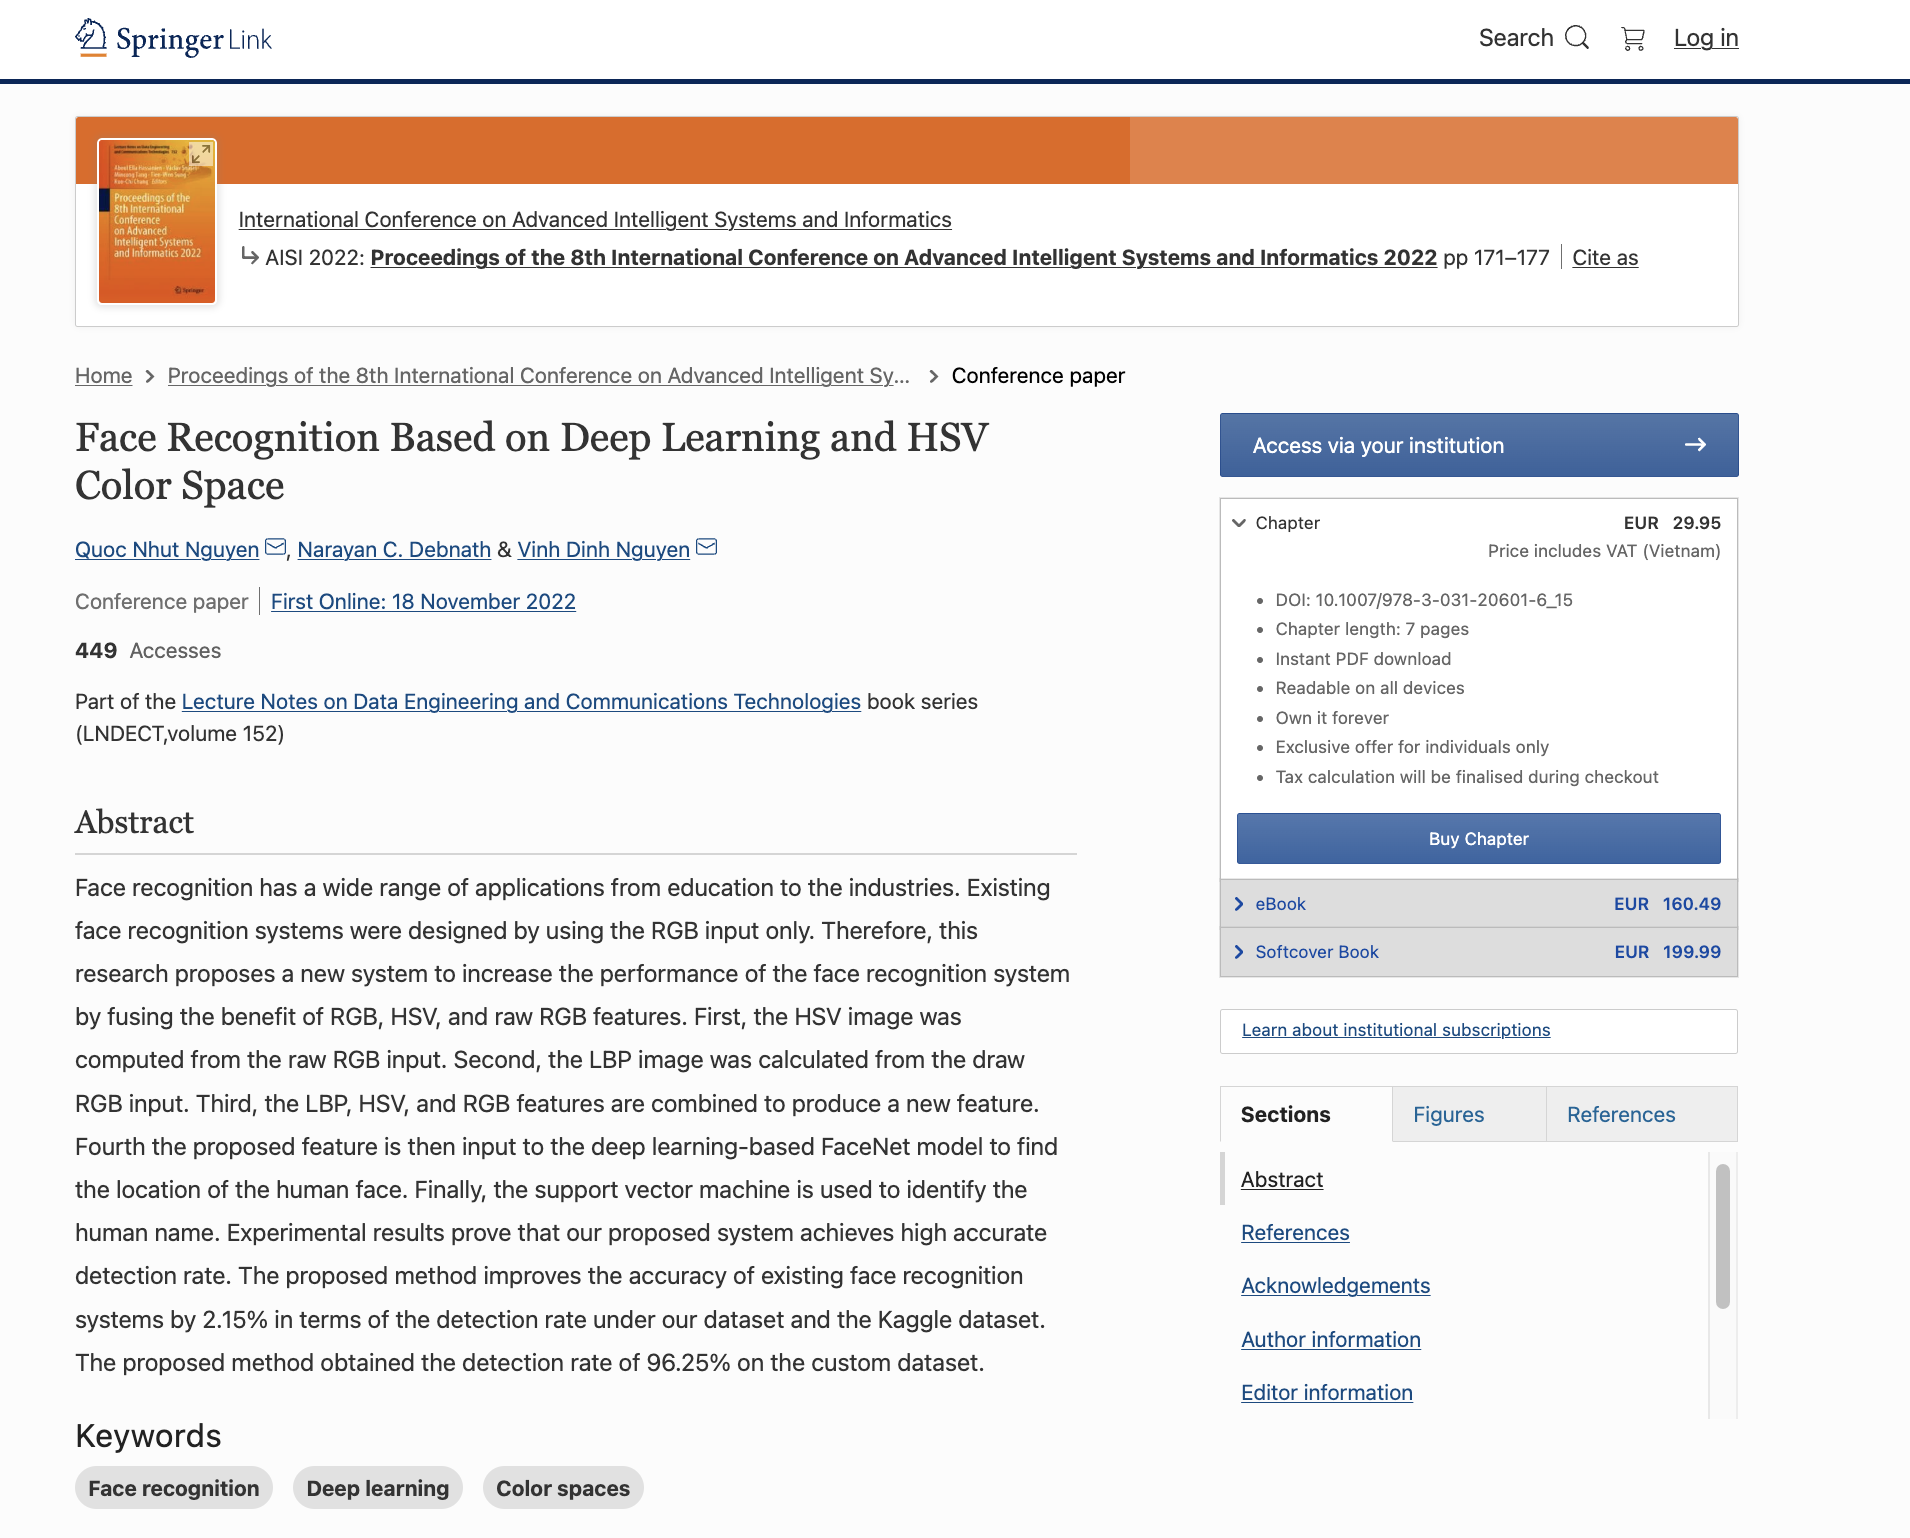 Springer Link
Search
Log in
Lecture Notes on Data Engineering
and Communications Technologies 152
Proceedings of the
8th International
Conference
on Advanced
Intelligent Systems
and Informatics 2022
Springer
International Conference on Advanced Intelligent Systems and Informatics
AISI 2022: Proceedings of the 8th International Conference on Advanced Intelligent Systems and Informatics 2022 pp 171–177 Cite as
Home Proceedings of the 8th International Conference on Advanced Intelligent Sy... Conference paper
Face Recognition Based on Deep Learning and HSV
Color Space
Quoc Nhut Nguyen, Narayan C. Debnath & Vinh Dinh Nguyen
Conference paper First Online: 18 November 2022
449 Accesses
Part of the Lecture Notes on Data Engineering and Communications Technologies book series
(LNDECT,volume 152)
Abstract
Face recognition has a wide range of applications from education to the industries. Existing
face recognition systems were designed by using the RGB input only. Therefore, this
research proposes a new system to increase the performance of the face recognition system
by fusing the benefit of RGB, HSV, and raw RGB features. First, the HSV image was
computed from the raw RGB input. Second, the LBP image was calculated from the draw
RGB input. Third, the LBP, HSV, and RGB features are combined to produce a new feature.
Fourth the proposed feature is then input to the deep learning-based FaceNet model to find
the location of the human face. Finally, the support vector machine is used to identify the
human name. Experimental results prove that our proposed system achieves high accurate
detection rate. The proposed method improves the accuracy of existing face recognition
systems by 2.15% in terms of the detection rate under our dataset and the Kaggle dataset.
The proposed method obtained the detection rate of 96.25% on the custom dataset.
Keywords
Face recognition
Deep learning
Color spaces
Access via your institution
Chapter EUR 29.95
Price includes VAT (Vietnam)
• DOI: 10.1007/978-3-031-20601-6_15
• Chapter length: 7 pages
• Instant PDF download
• Readable on all devices
• Own it forever
• Exclusive offer for individuals only
• Tax calculation will be finalised during checkout
Buy Chapter
eBook EUR 160.49
Softcover Book EUR 199.99
Learn about institutional subscriptions
Sections Figures References
Abstract
References
Acknowledgements
Author information
Editor information